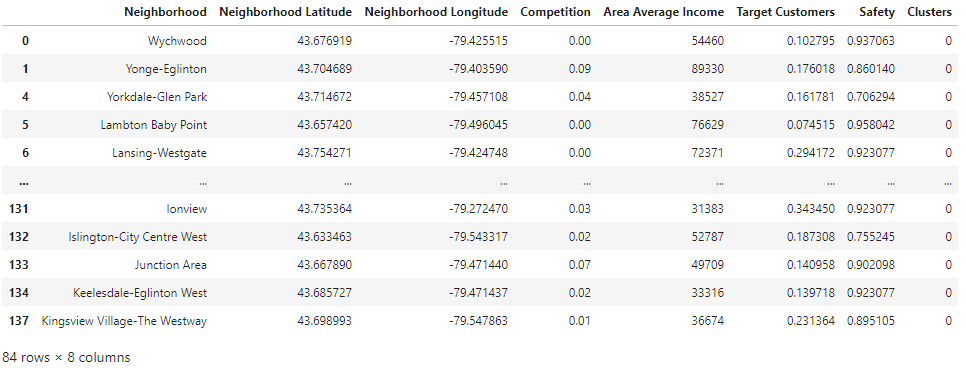 Neighborhood Neighborhood Latitude Neighborhood Longitude Competition Area Average Income Target Customers Safety Clusters
0 Wychwood 43.676919 -79.425515 0.00 54460 0.102795 0.937063 0
1 Yonge-Eglinton 43.704689 -79.403590 0.09 89330 0.176018 0.860140 0
4 Yorkdale-Glen Park 43.714672 -79.457108 0.04 38527 0.161781 0.706294 0
5 Lambton Baby Point 43.657420 -79.496045 0.00 76629 0.074515 0.958042 0
6 Lansing-Westgate 43.754271 -79.424748 0.00 72371 0.294172 0.923077 0
... ... ... ... ... ... ... ... ...
131 Ionview 43.735364 -79.272470 0.03 31383 0.343450 0.923077 0
132 Islington-City Centre West 43.633463 -79.543317 0.02 52787 0.187308 0.755245 0
133 Junction Area 43.667890 -79.471440 0.07 49709 0.140958 0.902098 0
134 Keelesdale-Eglinton West 43.685727 -79.471437 0.02 33316 0.139718 0.923077 0
137 Kingsview Village-The Westway 43.698993 -79.547863 0.01 36674 0.231364 0.895105 0
84 rows × 8 columns